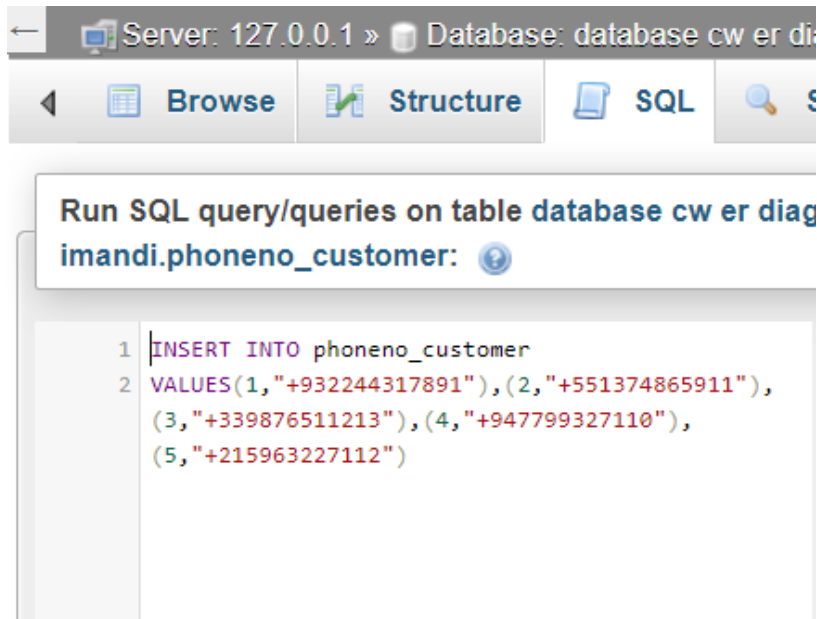 Server: 127.0.0.1 » Database: database cw er
Browse Structure SQL
Run SQL query/queries on table database cw er
imandi.phoneno_customer:
1 INSERT INTO phoneno_customer
2 VALUES(1,"+932244317891"),(2,"+551374865911"),
(3,"+339876511213"),(4,"+947799327110"),
(5,"+215963227112")